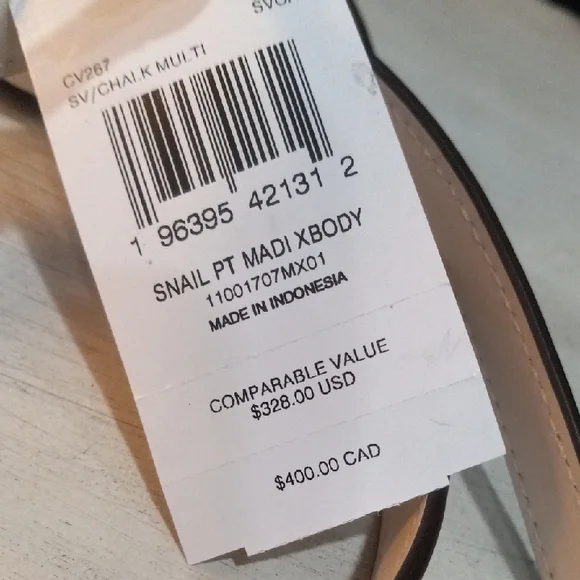 CV267
SV/CHALK MULTI
1 96395 42131 2
SNAIL PT MADI XBODY
11001707MX01
MADE IN INDONESIA
COMPARABLE VALUE
$328.00 USD
$400.00 CAD